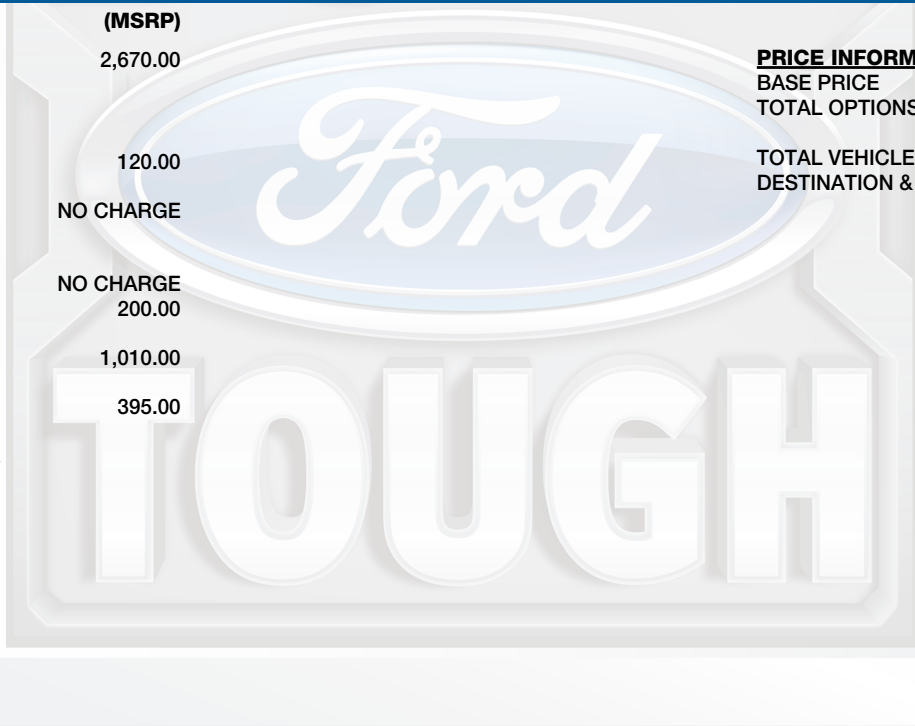 (MSRP)
2,670.00
120.00
NO CHARGE
NO CHARGE
200.00
1,010.00
395.00
PRICE INFORM
BASE PRICE
TOTAL OPTIONS
TOTAL VEHICLE
DESTINATION &
Ford
TOUGH